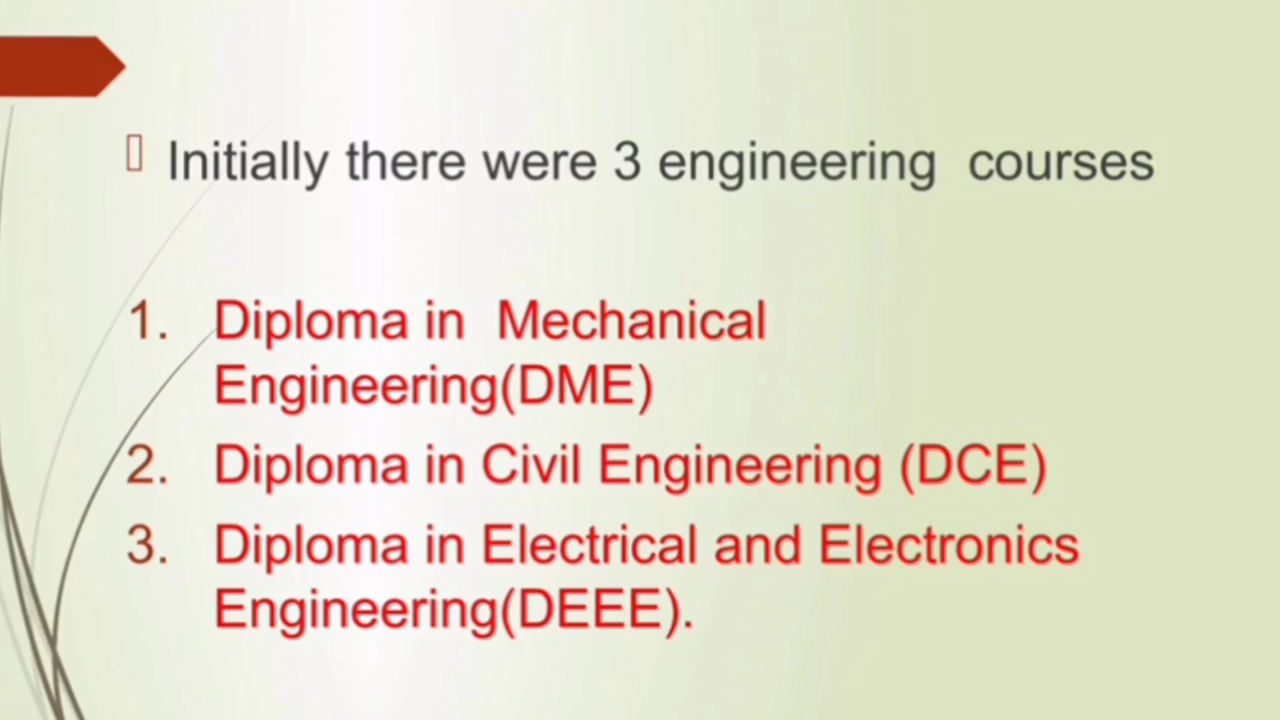 Initially there were 3 engineering  courses
1. Diploma in  Mechanical
Engineering(DME)
2. Diploma in Civil Engineering (DCE)
3. Diploma in Electrical and Electronics
Engineering(DEEE).